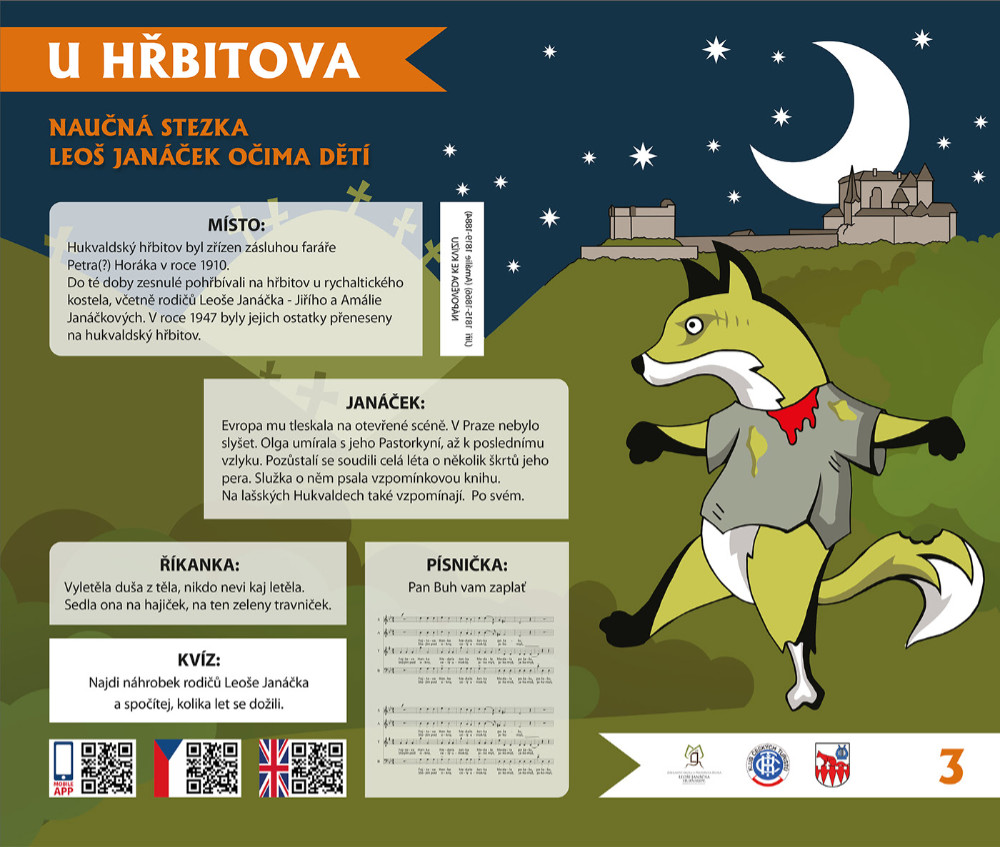 U HŘBITOVA
NAUČNÁ STEZKA
LEOŠ JANÁČEK OČIMA DĚTÍ
MÍSTO:
Hukvaldský hřbitov byl zřízen zásluhou faráře
Petra(?) Horáka v roce 1910.
Do té doby zesnulé pohřbívali na hřbitov u rychaltického
kostela, včetně rodičů Leoše Janáčka - Jiřího a Amálie
Janáčkových. V roce 1947 byly jejich ostatky přeneseny
na hukvaldský hřbitov.
NÁPOVĚDA KE KVÍZU
(Jiří 1815-1866) (Amálie 1819-1884)
JANÁČEK:
Evropa mu tleskala na otevřené scéně. V Praze nebylo
slyšet. Olga umírala s jeho Pastorkyní, až k poslednímu
vzlyku. Pozůstalí se soudili celá léta o několik škrtů jeho
pera. Služka o něm psala vzpomínkovou knihu.
Na lašských Hukvaldech také vzpomínají. Po svém.
ŘÍKANKA:
Vyletěla duša z těla, nikdo nevi kaj letěla.
Sedla ona na hajiček, na ten zeleny travniček.
PÍSNIČKA:
Pan Buh vam zaplať
KVÍZ:
Najdi náhrobek rodičů Leoše Janáčka
a spočítej, kolika let se dožili.
MOBILE
APP
3